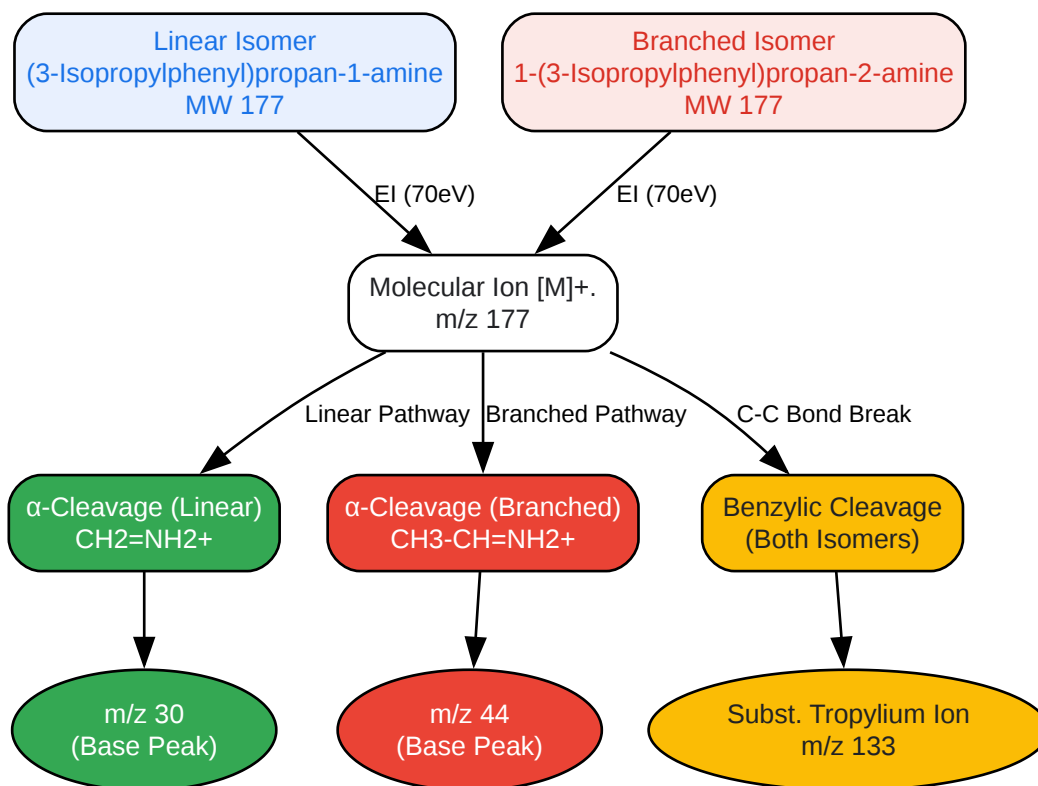 Linear Isomer
(3-Isopropylphenyl)propan-1-amine
MW 177
Branched Isomer
1-(3-Isopropylphenyl)propan-2-amine
MW 177
EI (70eV)
EI (70eV)
Molecular Ion [M]+.
m/z 177
Linear Pathway
Branched Pathway
C-C Bond Break
α-Cleavage (Linear)
CH2=NH2+
α-Cleavage (Branched)
CH3-CH=NH2+
Benzylic Cleavage
(Both Isomers)
m/z 30
(Base Peak)
m/z 44
(Base Peak)
Subst. Tropylium Ion
m/z 133